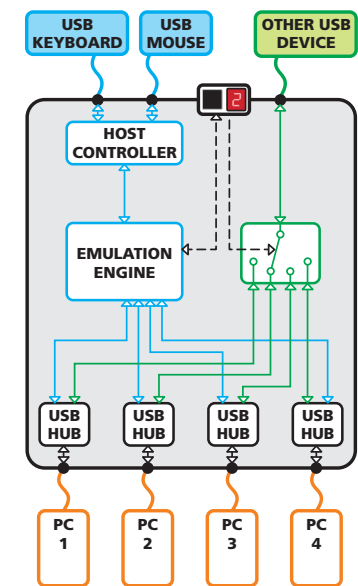 USB
KEYBOARD
USB
MOUSE
OTHER USB
DEVICE
2
HOST
CONTROLLER
EMULATION
ENGINE
USB
HUB
USB
HUB
USB
HUB
USB
HUB
PC
1
PC
2
PC
3
PC
4